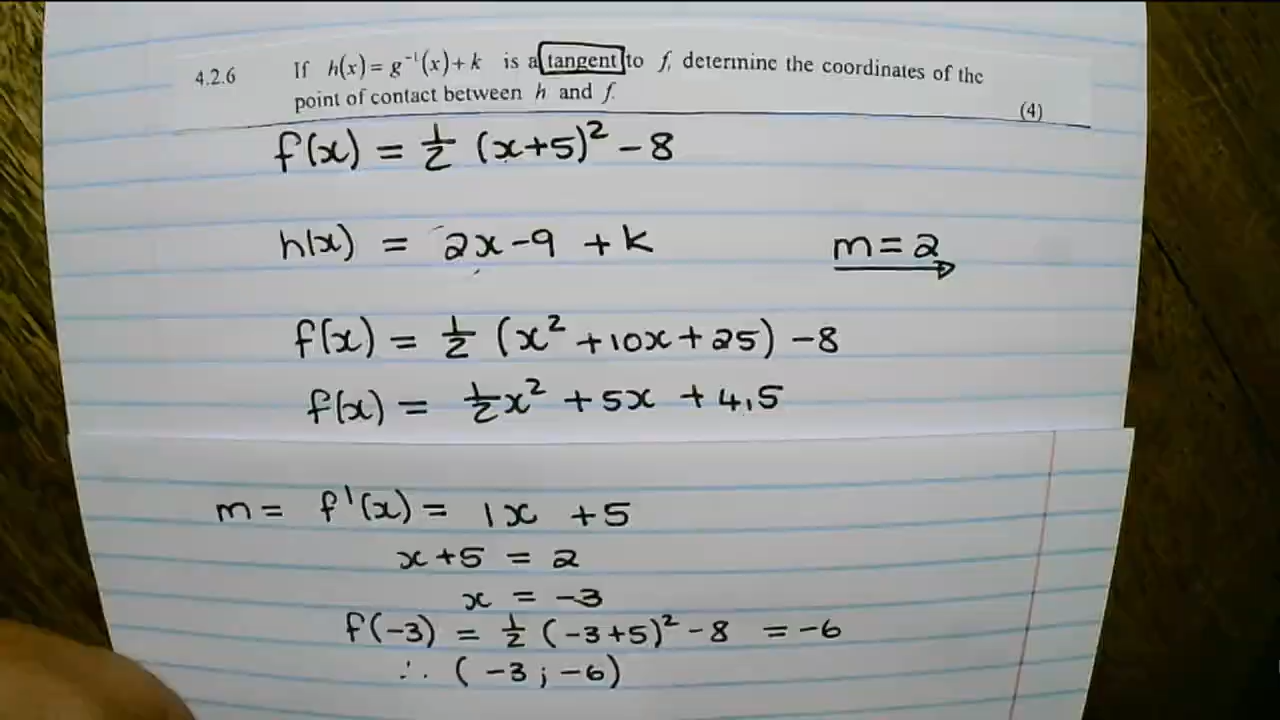 4.2.6 If h(x) = g⁻¹(x) + k is a tangent to f, determine the coordinates of the
point of contact between h and f. (4)
f(x) = ½ (x+5)² – 8
h(x) = 2x – 9 + k m = 2
f(x) = ½ (x² + 10x + 25) – 8
f(x) = ½x² + 5x + 4,5
m = f'(x) = 1x + 5
x + 5 = 2
x = –3
f(–3) = ½ (–3+5)² – 8 = –6
∴ (–3 ; –6)